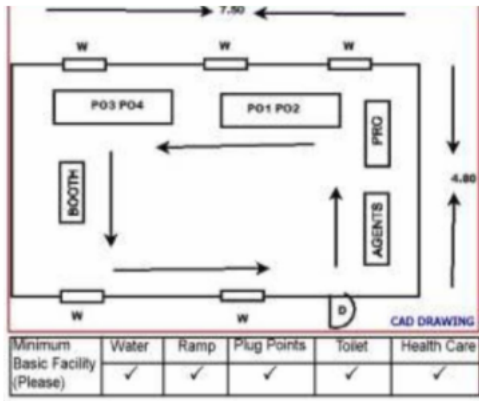 7.50
W W W
PO3 PO4 PO1 PO2
PRO
BOOTH
AGENTS
4.80
W W D
CAD DRAWING
Minimum Basic Facility (Please) Water Ramp Plug Points Toilet Health Care
✓ ✓ ✓ ✓ ✓